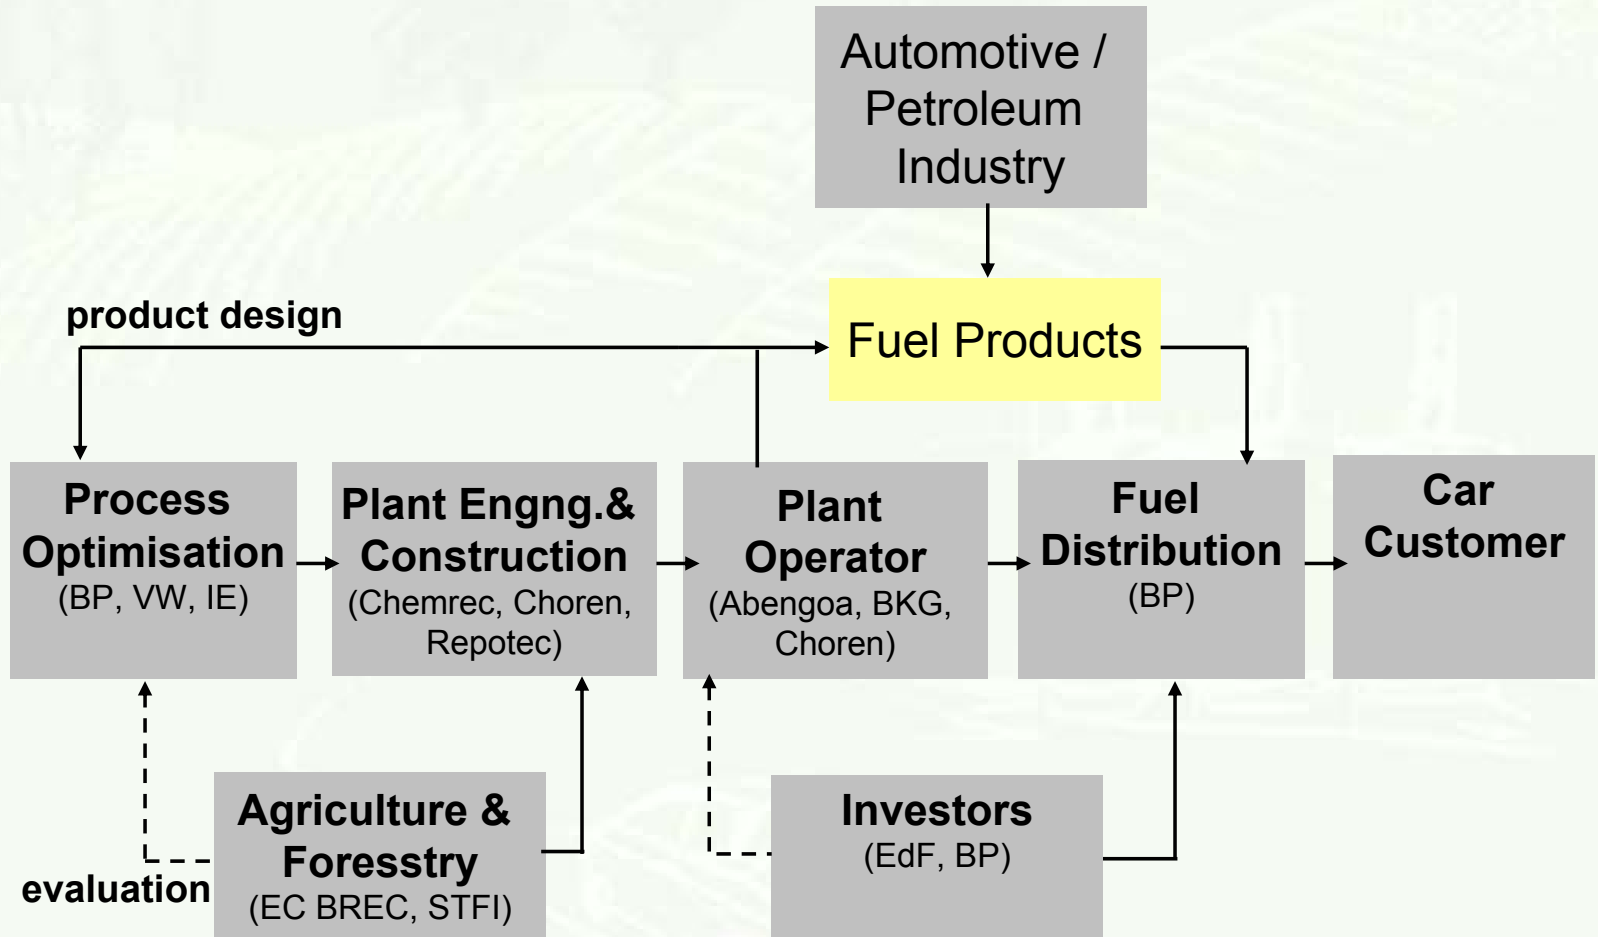 Automotive /
Petroleum
Industry
product design
Fuel Products
Process
Optimisation
(BP, VW, IE)
Plant Engng.&
Construction
(Chemrec, Choren,
Repotec)
Plant
Operator
(Abengoa, BKG,
Choren)
Fuel
Distribution
(BP)
Car
Customer
Agriculture &
Foresstry
(EC BREC, STFI)
evaluation
Investors
(EdF, BP)